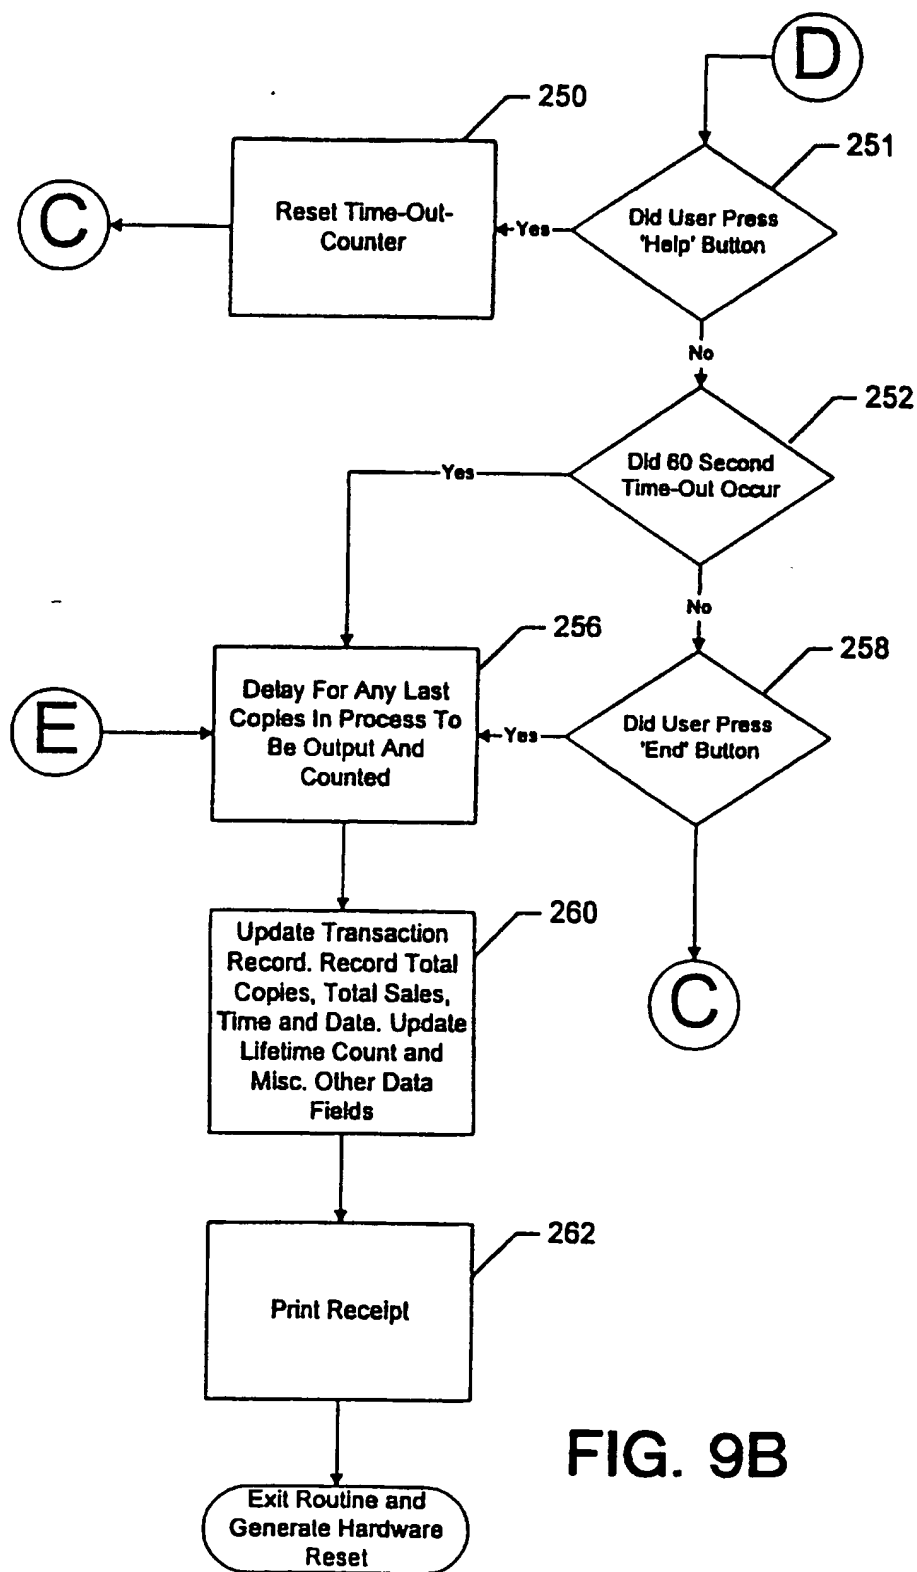 D
250
251
C
Reset Time-Out-
Counter
Yes
Did User Press
'Help' Button
No
252
Did 60 Second
Time-Out Occur
Yes
No
256
258
E
Delay For Any Last
Copies In Process To
Be Output And
Counted
Yes
Did User Press
'End' Button
260
Update Transaction
Record. Record Total
Copies, Total Sales,
Time and Date. Update
Lifetime Count and
Misc. Other Data
Fields
C
262
Print Receipt
FIG. 9B
Exit Routine and
Generate Hardware
Reset